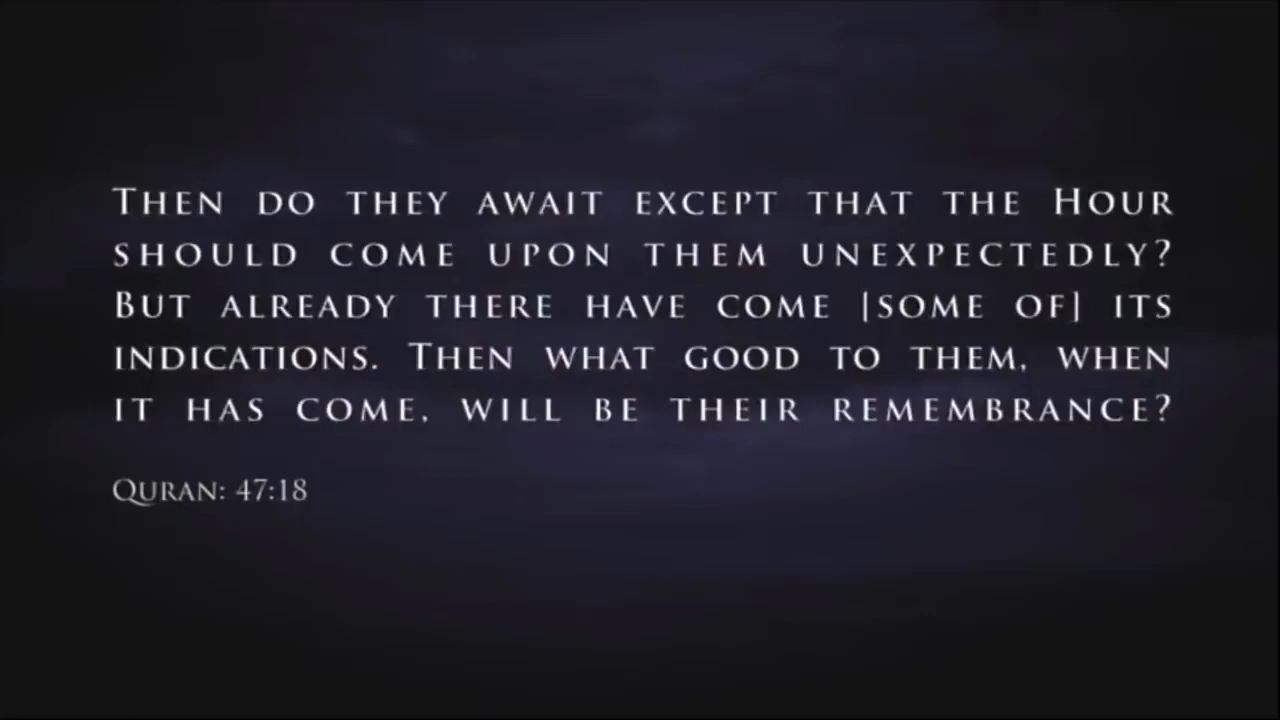 Then do they await except that the Hour
should come upon them unexpectedly?
But already there have come [some of] its
indications. Then what good to them, when
it has come, will be their remembrance?
Quran: 47:18